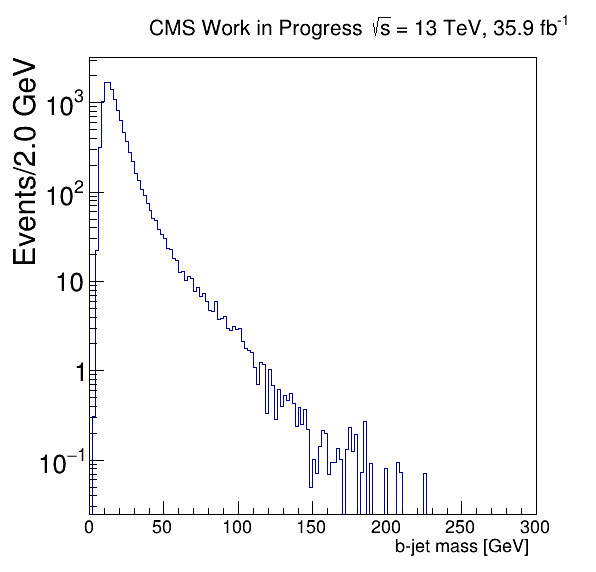 CMS Work in Progress √s = 13 TeV, 35.9 fb⁻¹
Events/2.0 GeV
10³
10²
10
1
10⁻¹
0 50 100 150 200 250 300
b-jet mass [GeV]